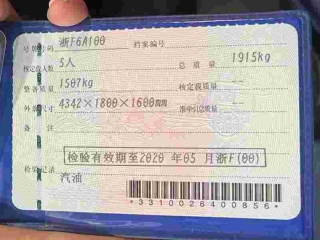 号牌号码 浙F6A100 档案编号
核定载人数 5人 总质量 1915kg
整备质量 1507kg 核定载质量 --
外廓尺寸 4342×1800×1600mm 准牵引总质量 --
检验有效期至2020 年05 月浙F(00)
检验记录
汽油
*3310026400856*